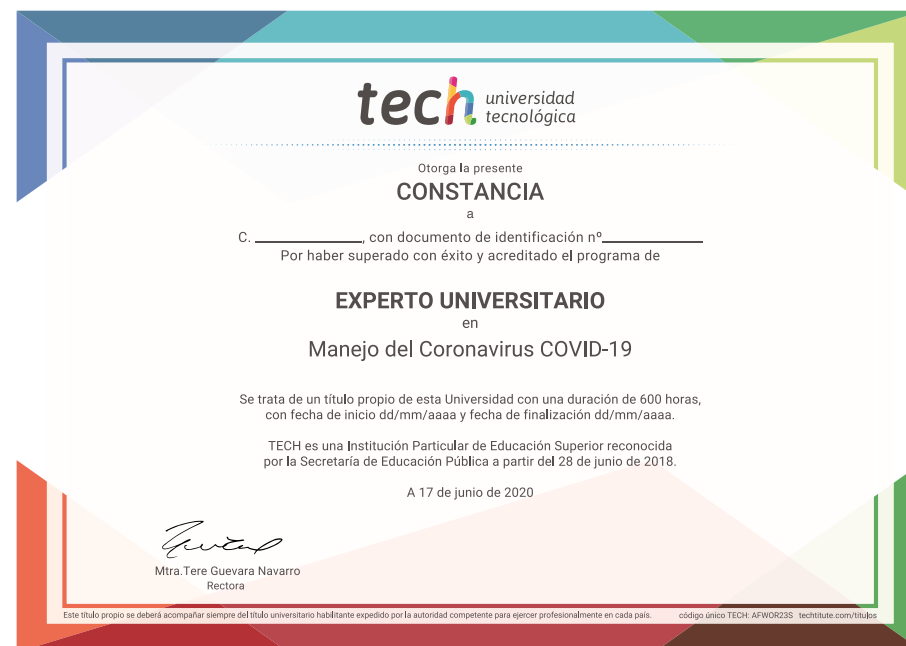 tech universidad
tecnológica
Otorga la presente
CONSTANCIA
a
C. ____________, con documento de identificación nº____________
Por haber superado con éxito y acreditado el programa de
EXPERTO UNIVERSITARIO
en
Manejo del Coronavirus COVID-19
Se trata de un título propio de esta Universidad con una duración de 600 horas,
con fecha de inicio dd/mm/aaaa y fecha de finalización dd/mm/aaaa.
TECH es una Institución Particular de Educación Superior reconocida
por la Secretaría de Educación Pública a partir del 28 de junio de 2018.
A 17 de junio de 2020
Mtra.Tere Guevara Navarro
Rectora
Este título propio se deberá acompañar siempre del título universitario habilitante expedido por la autoridad competente para ejercer profesionalmente en cada país. código único TECH: AFWOR23S techtitute.com/titulos